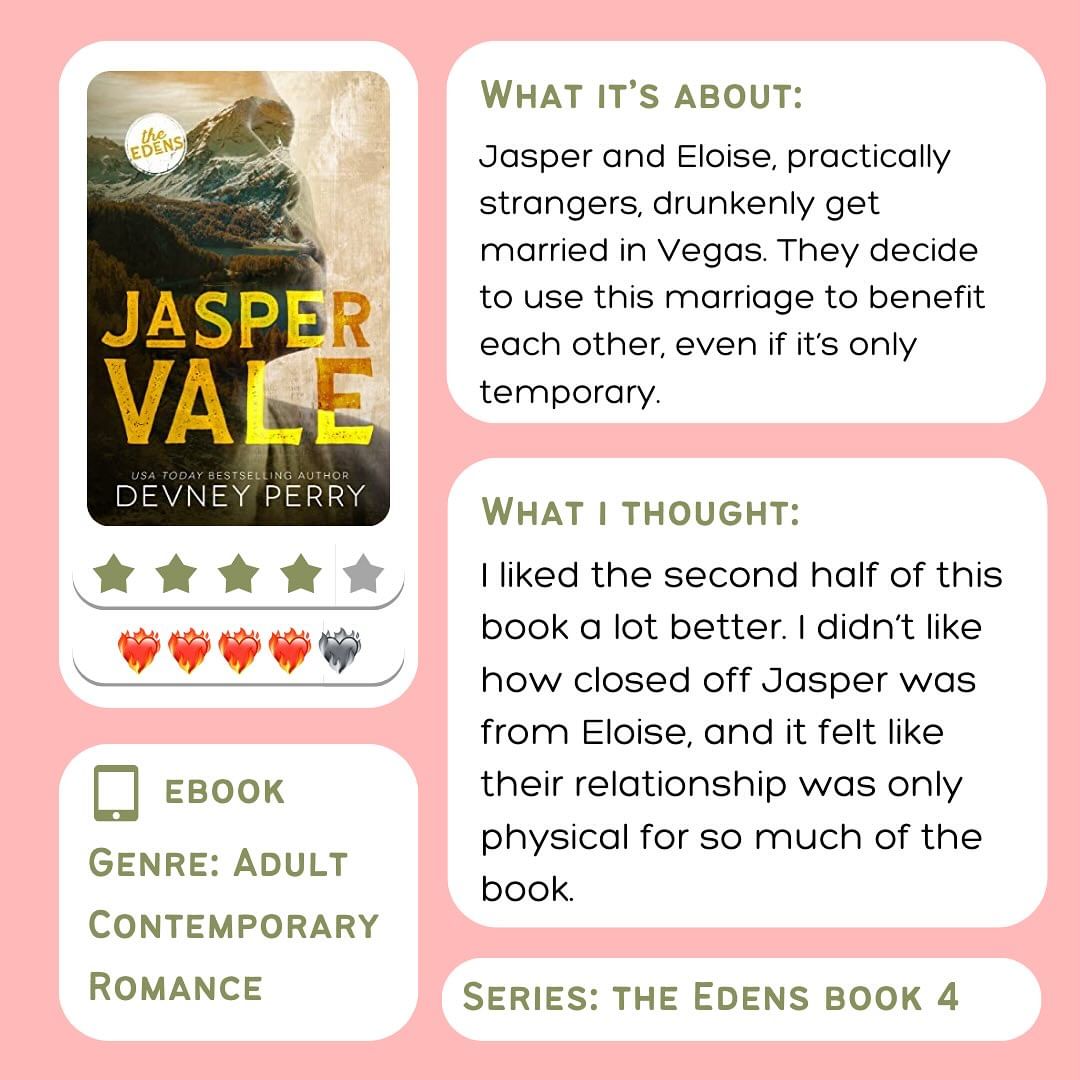 the
EDENS
JASPER
VALE
USA TODAY BESTSELLING AUTHOR
DEVNEY PERRY
EBOOK
GENRE: ADULT
CONTEMPORARY
ROMANCE
WHAT IT'S ABOUT:
Jasper and Eloise, practically
strangers, drunkenly get
married in Vegas. They decide
to use this marriage to benefit
each other, even if it's only
temporary.
WHAT I THOUGHT:
I liked the second half of this
book a lot better. I didn't like
how closed off Jasper was
from Eloise, and it felt like
their relationship was only
physical for so much of the
book.
SERIES: THE EDENS BOOK 4